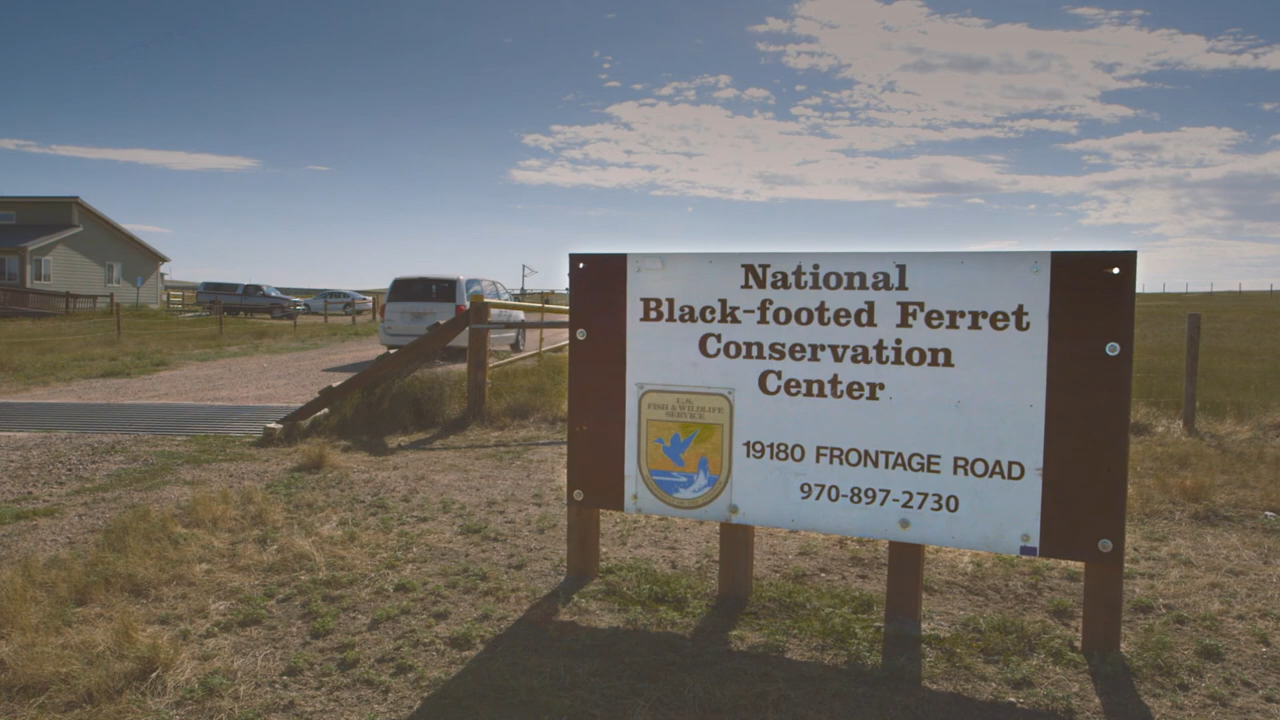 National
Black-footed Ferret
Conservation
Center
U.S.
FISH & WILDLIFE
SERVICE
19180 FRONTAGE ROAD
970-897-2730